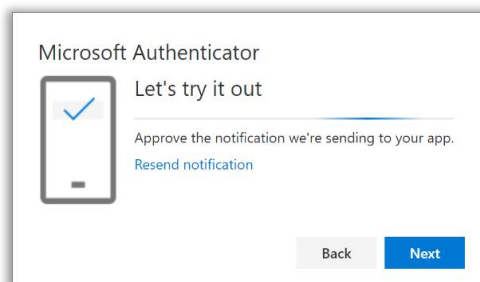 Microsoft Authenticator
Let's try it out
Approve the notification we're sending to your app.
Resend notification
Back
Next